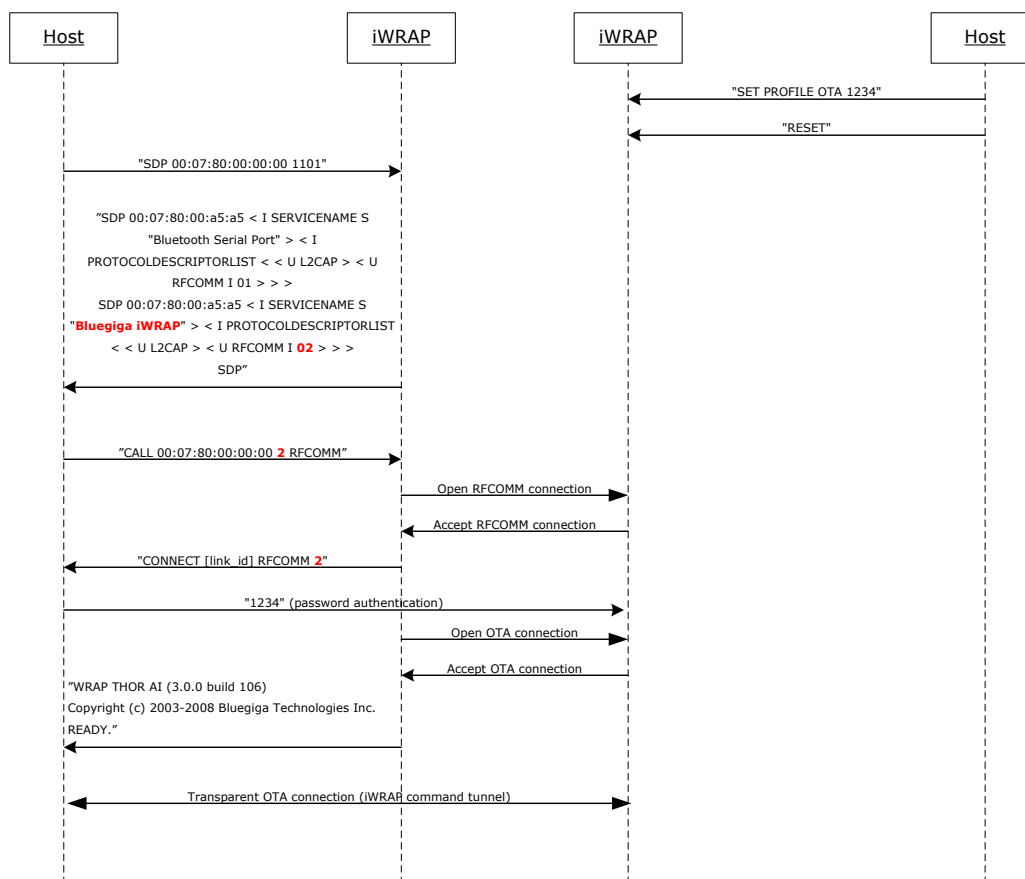 Host
iWRAP
iWRAP
Host
"SET PROFILE OTA 1234"
"RESET"
"SDP 00:07:80:00:00:00 1101"
”SDP 00:07:80:00:a5:a5 < I SERVICENAME S
"Bluetooth Serial Port" > < I
PROTOCOLDESCRIPTORLIST < < U L2CAP > < U
RFCOMM I 01 > > >
SDP 00:07:80:00:a5:a5 < I SERVICENAME S
"Bluegiga iWRAP" > < I PROTOCOLDESCRIPTORLIST
< < U L2CAP > < U RFCOMM I 02 > > >
SDP”
”CALL 00:07:80:00:00:00 2 RFCOMM”
Open RFCOMM connection
Accept RFCOMM connection
"CONNECT [link_id] RFCOMM 2"
"1234" (password authentication)
Open OTA connection
Accept OTA connection
”WRAP THOR AI (3.0.0 build 106)
Copyright (c) 2003-2008 Bluegiga Technologies Inc.
READY.”
Transparent OTA connection (iWRAP command tunnel)